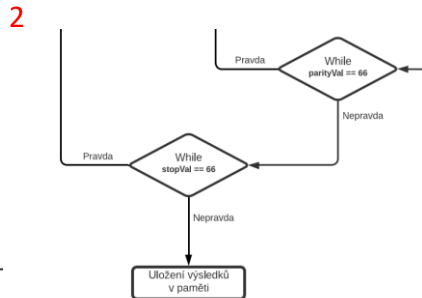 2
Pravda
While
parityVal == 66
Nepravda
Pravda
While
stopVal == 66
Nepravda
Uložení výsledků
v paměti